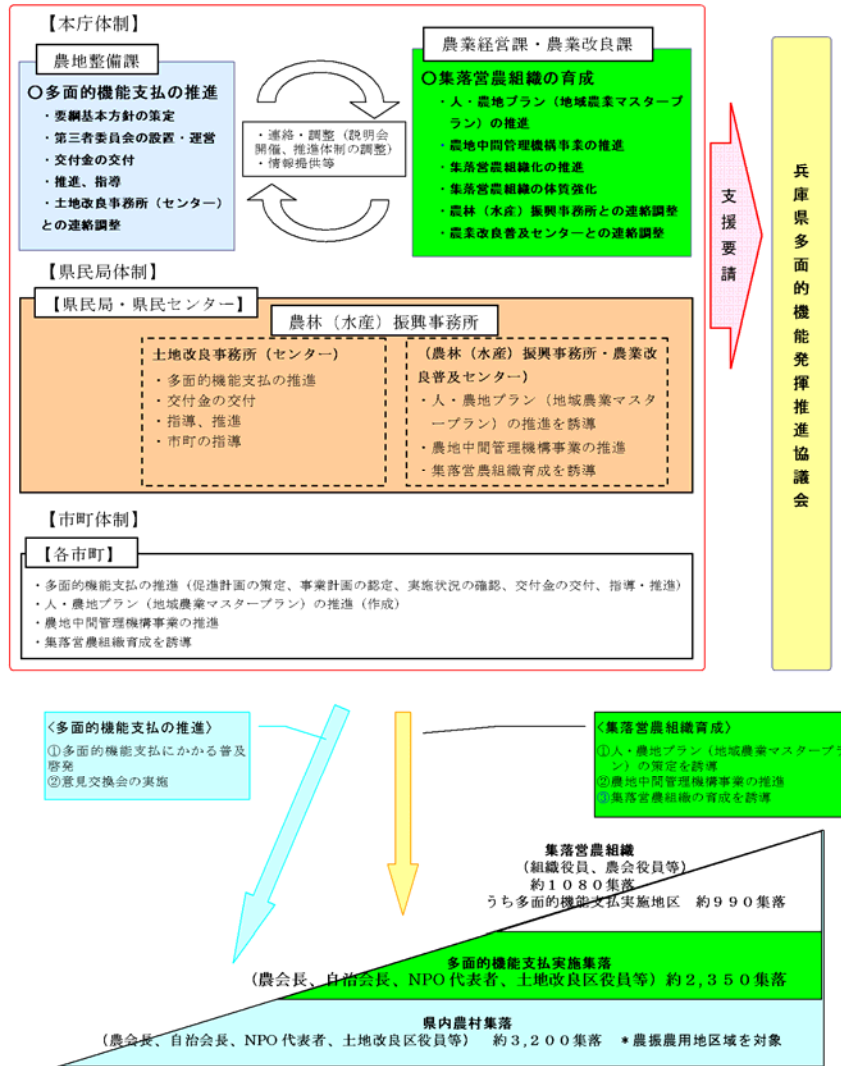 【本庁体制】
農地整備課
〇多面的機能支払の推進
・要綱基本方針の策定
・第三者委員会の設置・運営
・交付金の交付
・推進、指導
・土地改良事務所(センター)
との連絡調整
・連絡・調整(説明会
開催、推進体制の調整)
・情報提供等
農業経営課・農業改良課
〇集落営農組織の育成
・人・農地プラン(地域農業マスタープ
ラン)の推進
・農地中間管理機構事業の推進
・集落営農組織化の推進
・集落営農組織の体質強化
・農林(水産)振興事務所との連絡調整
・農業改良普及センターとの連絡調整
支援要請
兵庫県多面的機能発揮推進協議会
【県民局体制】
【県民局・県民センター】
農林(水産)振興事務所
土地改良事務所(センター)
・多面的機能支払の推進
・交付金の交付
・指導、推進
・市町の指導
(農林(水産)振興事務所・農業改
良普及センター)
・人・農地プラン(地域農業マスタ
ープラン)の推進を誘導
・農地中間管理機構事業の推進
・集落営農組織育成を誘導
【市町体制】
【各市町】
・多面的機能支払の推進(促進計画の策定、事業計画の認定、実施状況の確認、交付金の交付、指導・推進)
・人・農地プラン(地域農業マスタープラン)の推進(作成)
・農地中間管理機構事業の推進
・集落営農組織育成を誘導
〈多面的機能支払の推進〉
①多面的機能支払にかかる普及
啓発
②意見交換会の実施
〈集落営農組織育成〉
①人・農地プラン(地域農業マスタープラ
ン)の策定を誘導
②農地中間管理機構事業の推進
③集落営農組織の育成を誘導
集落営農組織
(組織役員、農会役員等)
約1080集落
うち多面的機能支払実施地区 約990集落
多面的機能支払実施集落
(農会長、自治会長、NPO代表者、土地改良区役員等)約2,350集落
県内農村集落
(農会長、自治会長、NPO代表者、土地改良区役員等) 約3,200集落 *農振農用地区域を対象